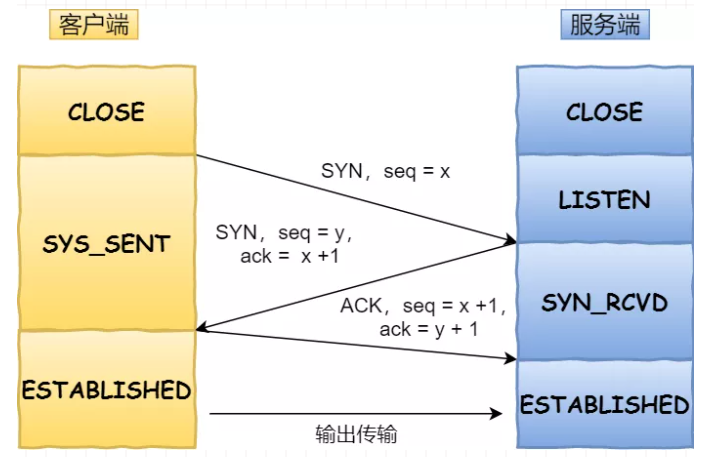 客户端
服务端
CLOSE
CLOSE
SYN，seq = x
LISTEN
SYS_SENT
SYN，seq = y,
ack =  x +1
SYN_RCVD
ACK，seq = x +1,
ack = y + 1
ESTABLISHED
ESTABLISHED
输出传输